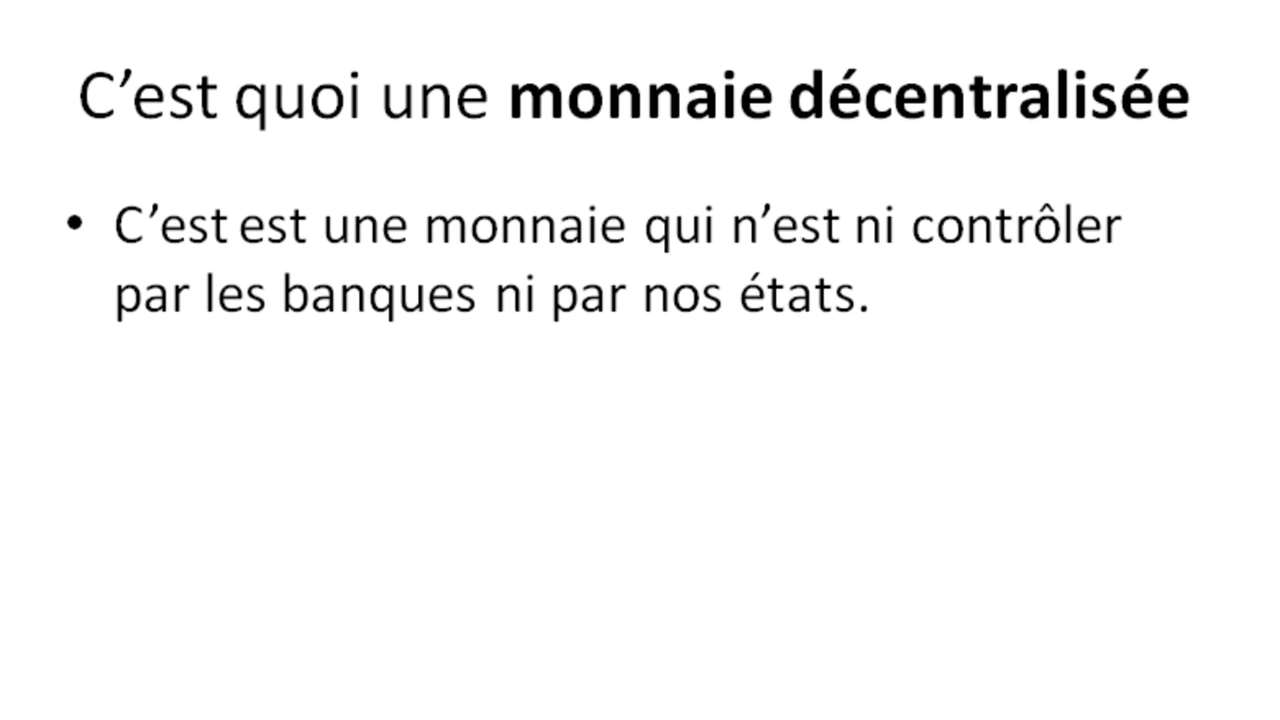 C’est quoi une monnaie décentralisée
• C’est est une monnaie qui n’est ni contrôler
par les banques ni par nos états.